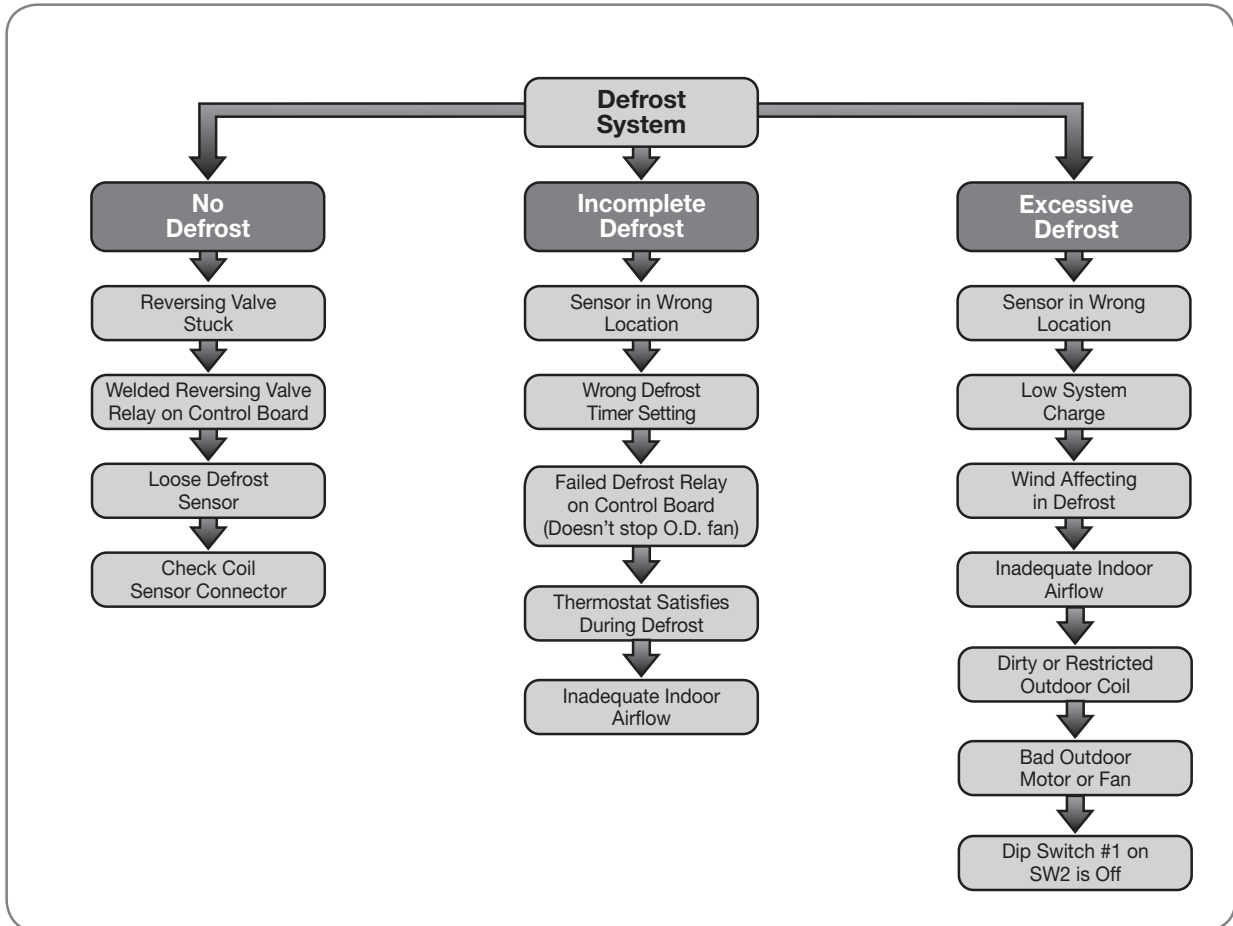 Defrost
System
No
Defrost
Reversing Valve
Stuck
Welded Reversing Valve
Relay on Control Board
Loose Defrost
Sensor
Check Coil
Sensor Connector
Incomplete
Defrost
Sensor in Wrong
Location
Wrong Defrost
Timer Setting
Failed Defrost Relay
on Control Board
(Doesn't stop O.D. fan)
Thermostat Satisfies
During Defrost
Inadequate Indoor
Airflow
Excessive
Defrost
Sensor in Wrong
Location
Low System
Charge
Wind Affecting
in Defrost
Inadequate Indoor
Airflow
Dirty or Restricted
Outdoor Coil
Bad Outdoor
Motor or Fan
Dip Switch #1 on
SW2 is Off